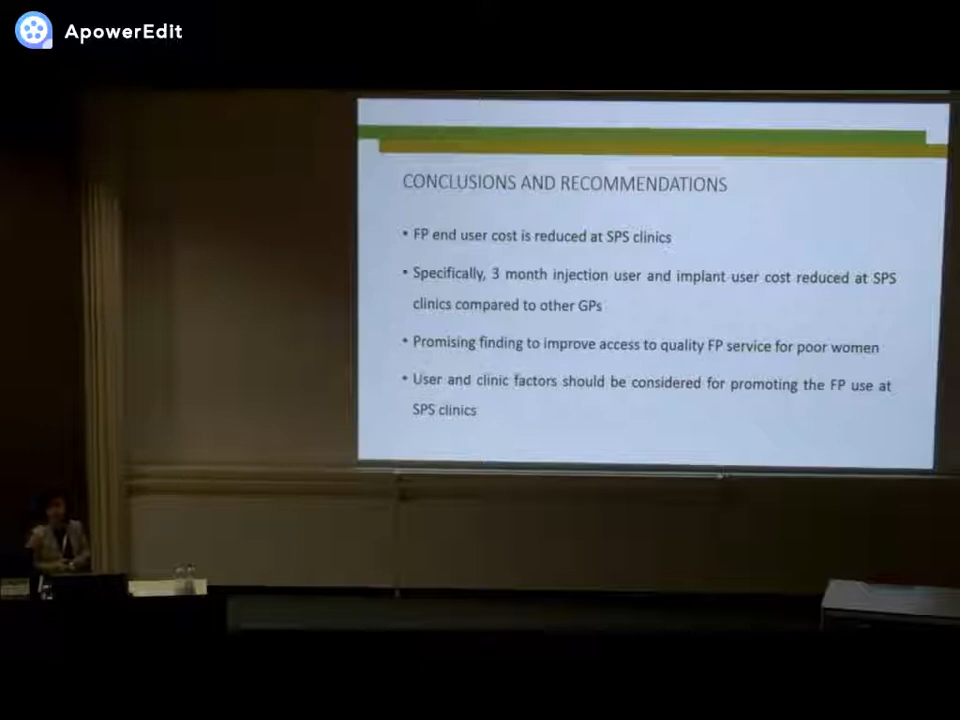 ApowerEdit
CONCLUSIONS AND RECOMMENDATIONS
• FP end user cost is reduced at SPS clinics
• Specifically, 3 month injection user and implant user cost reduced at SPS
clinics compared to other GPs
• Promising finding to improve access to quality FP service for poor women
• User and clinic factors should be considered for promoting the FP use at
SPS clinics